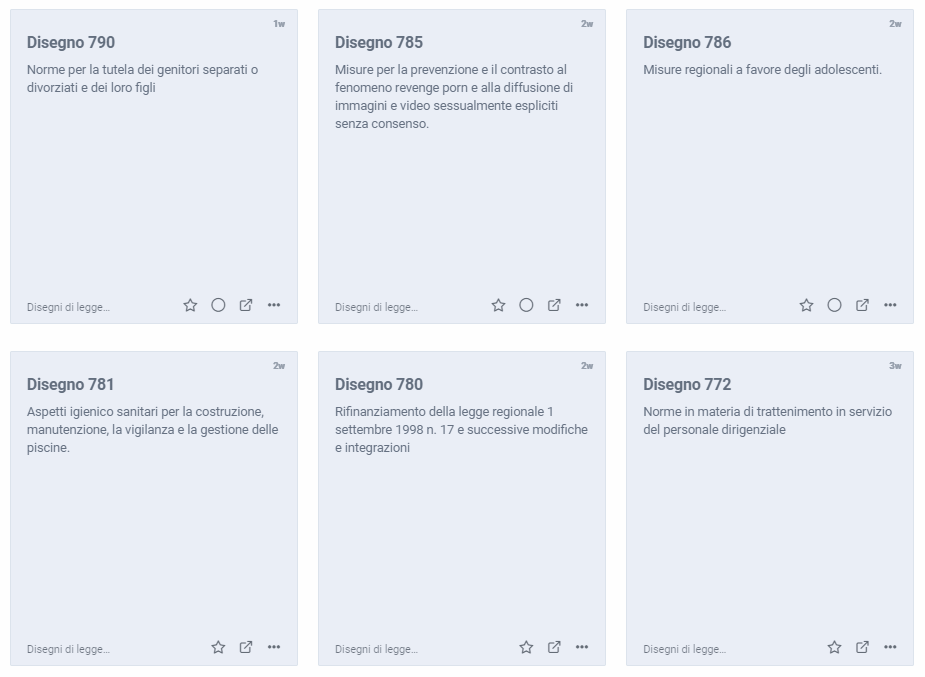 1w
Disegno 790
Norme per la tutela dei genitori separati o
divorziati e dei loro figli
Disegni di legge...
2w
Disegno 785
Misure per la prevenzione e il contrasto al
fenomeno revenge porn e alla diffusione di
immagini e video sessualmente espliciti
senza consenso.
Disegni di legge...
2w
Disegno 786
Misure regionali a favore degli adolescenti.
Disegni di legge...
2w
Disegno 781
Aspetti igienico sanitari per la costruzione,
manutenzione, la vigilanza e la gestione delle
piscine.
Disegni di legge...
2w
Disegno 780
Rifinanziamento della legge regionale 1
settembre 1998 n. 17 e successive modifiche
e integrazioni
Disegni di legge...
3w
Disegno 772
Norme in materia di trattenimento in servizio
del personale dirigenziale
Disegni di legge...